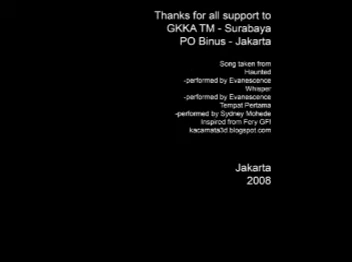 Thanks for all support to
GKKA TM - Surabaya
PO Binus - Jakarta
Song taken from
Haunted
-performed by Evanescence
Whisper
-performed by Evanescence
Tempat Pertama
-performed by Sydney Mohede
Inspired from Fery GFI
kacamata3d.blogspot.com
Jakarta
2008